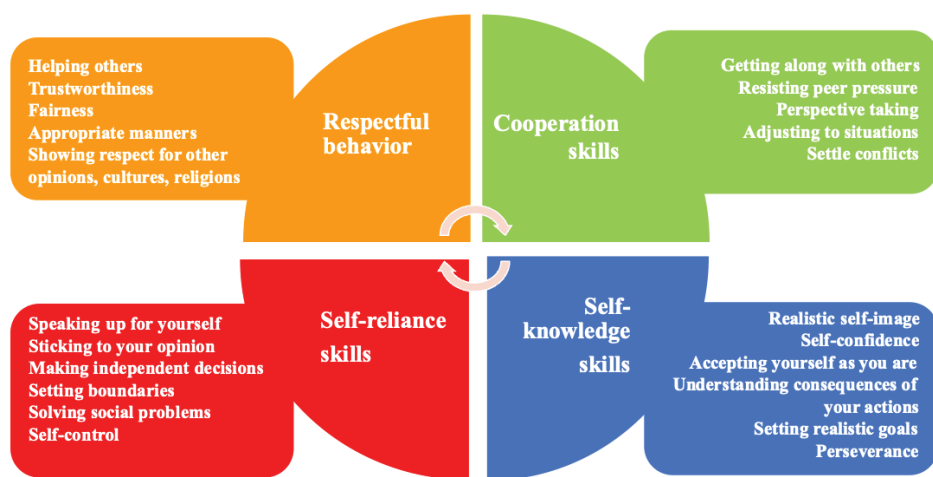 Helping others
Trustworthiness
Fairness
Appropriate manners
Showing respect for other
opinions, cultures, religions
Respectful
behavior
Cooperation
skills
Getting along with others
Resisting peer pressure
Perspective taking
Adjusting to situations
Settle conflicts
Speaking up for yourself
Sticking to your opinion
Making independent decisions
Setting boundaries
Solving social problems
Self-control
Self-reliance
skills
Self-
knowledge
skills
Realistic self-image
Self-confidence
Accepting yourself as you are
Understanding consequences of
your actions
Setting realistic goals
Perseverance